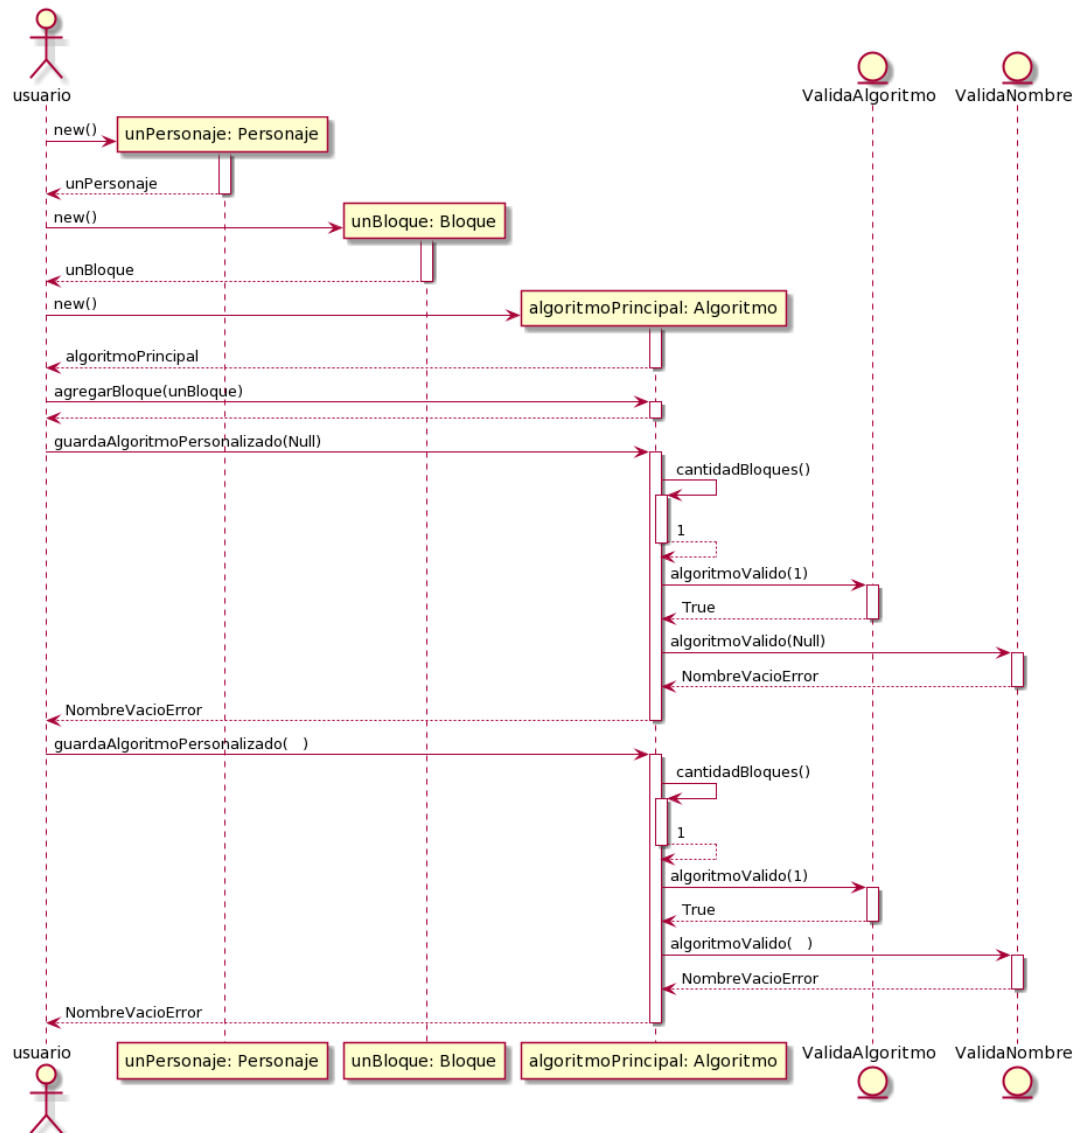 usuario
ValidaAlgoritmo
ValidaNombre
new()
unPersonaje: Personaje
unPersonaje
new()
unBloque: Bloque
unBloque
new()
algoritmoPrincipal: Algoritmo
algoritmoPrincipal
agregarBloque(unBloque)
guardaAlgoritmoPersonalizado(Null)
cantidadBloques()
1
algoritmoValido(1)
True
algoritmoValido(Null)
NombreVacioError
NombreVacioError
guardaAlgoritmoPersonalizado(   )
cantidadBloques()
1
algoritmoValido(1)
True
algoritmoValido(   )
NombreVacioError
NombreVacioError
usuario
unPersonaje: Personaje
unBloque: Bloque
algoritmoPrincipal: Algoritmo
ValidaAlgoritmo
ValidaNombre